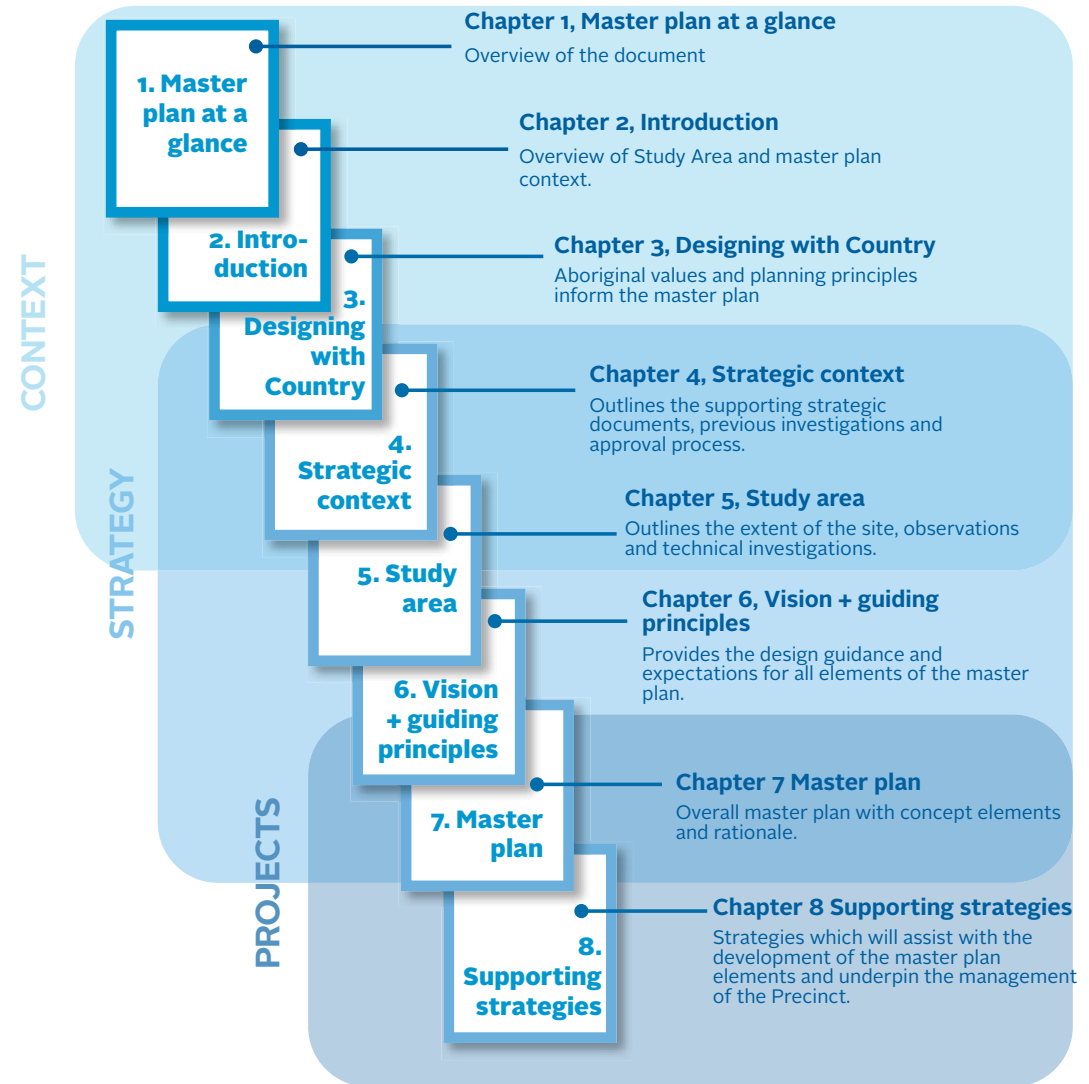 Chapter 1, Master plan at a glance
Overview of the document
1. Master
plan at a
glance
Chapter 2, Introduction
Overview of Study Area and master plan
context.
2. Intro-
duction
Chapter 3, Designing with Country
Aboriginal values and planning principles
inform the master plan
3.
Designing
with
Country
CONTEXT
Chapter 4, Strategic context
Outlines the supporting strategic
documents, previous investigations and
approval process.
4.
Strategic
context
Chapter 5, Study area
Outlines the extent of the site, observations
and technical investigations.
5. Study
area
STRATEGY
Chapter 6, Vision + guiding
principles
Provides the design guidance and
expectations for all elements of the master
plan.
6. Vision
+ guiding
principles
Chapter 7 Master plan
Overall master plan with concept elements
and rationale.
7. Master
plan
PROJECTS
Chapter 8 Supporting strategies
Strategies which will assist with the
development of the master plan
elements and underpin the management
of the Precinct.
8.
Supporting
strategies